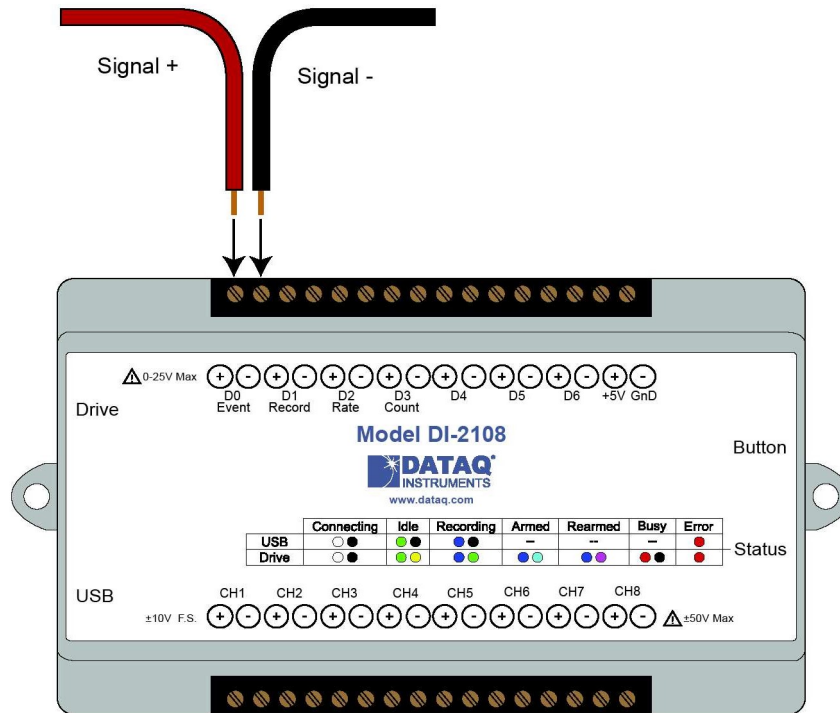 Signal +
Signal -
0-25V Max + - + - + - + - + - + - + - + -
D0 D1 D2 D3 D4 D5 D6 +5V GnD
Event Record Rate Count
Drive
Model DI-2108
Button
DATAQ®
INSTRUMENTS
www.dataq.com
Connecting Idle Recording Armed Rearmed Busy Error
USB – -- –
Drive
Status
USB
CH1 CH2 CH3 CH4 CH5 CH6 CH7 CH8
±10V F.S. + - + - + - + - + - + - + - + - ±50V Max